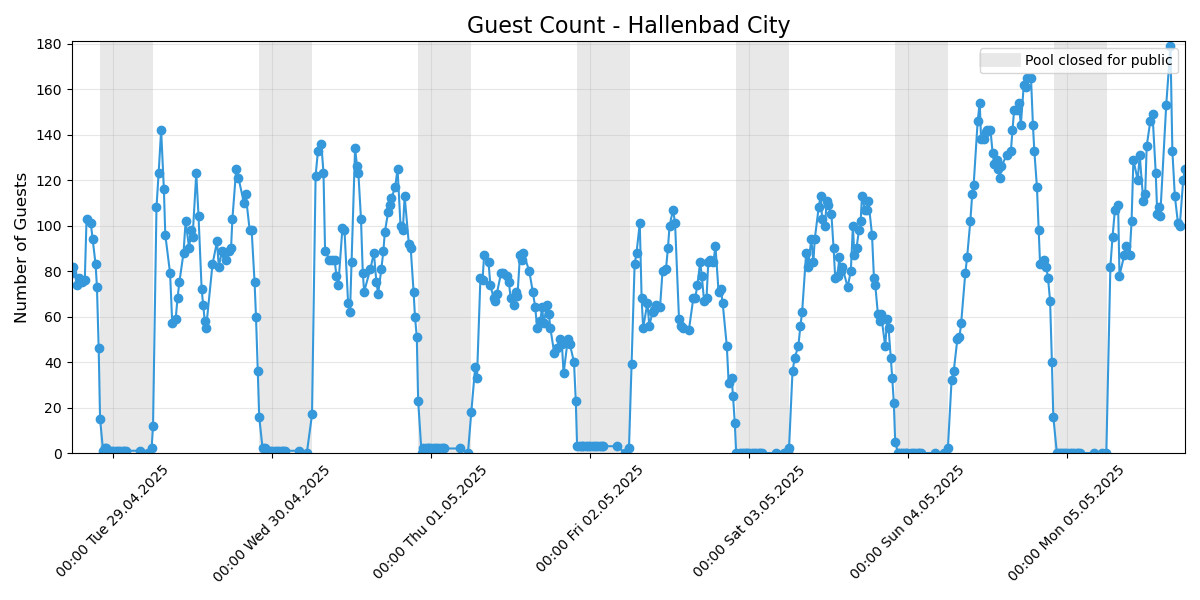 Guest Count - Hallenbad City
Number of Guests
180
160
140
120
100
80
60
40
20
0
Pool closed for public
00:00 Tue 29.04.2025
00:00 Wed 30.04.2025
00:00 Thu 01.05.2025
00:00 Fri 02.05.2025
00:00 Sat 03.05.2025
00:00 Sun 04.05.2025
00:00 Mon 05.05.2025